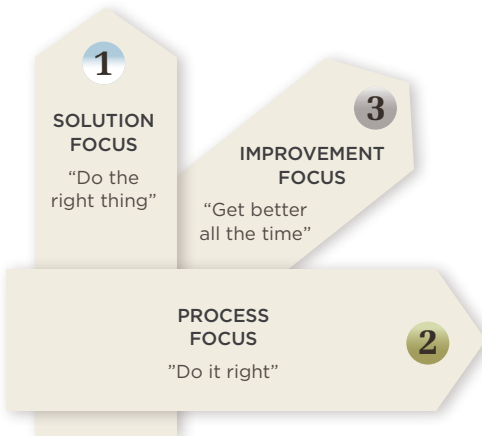 1
SOLUTION
FOCUS
“Do the
right thing”
3
IMPROVEMENT
FOCUS
“Get better
all the time”
PROCESS
FOCUS
”Do it right”
2